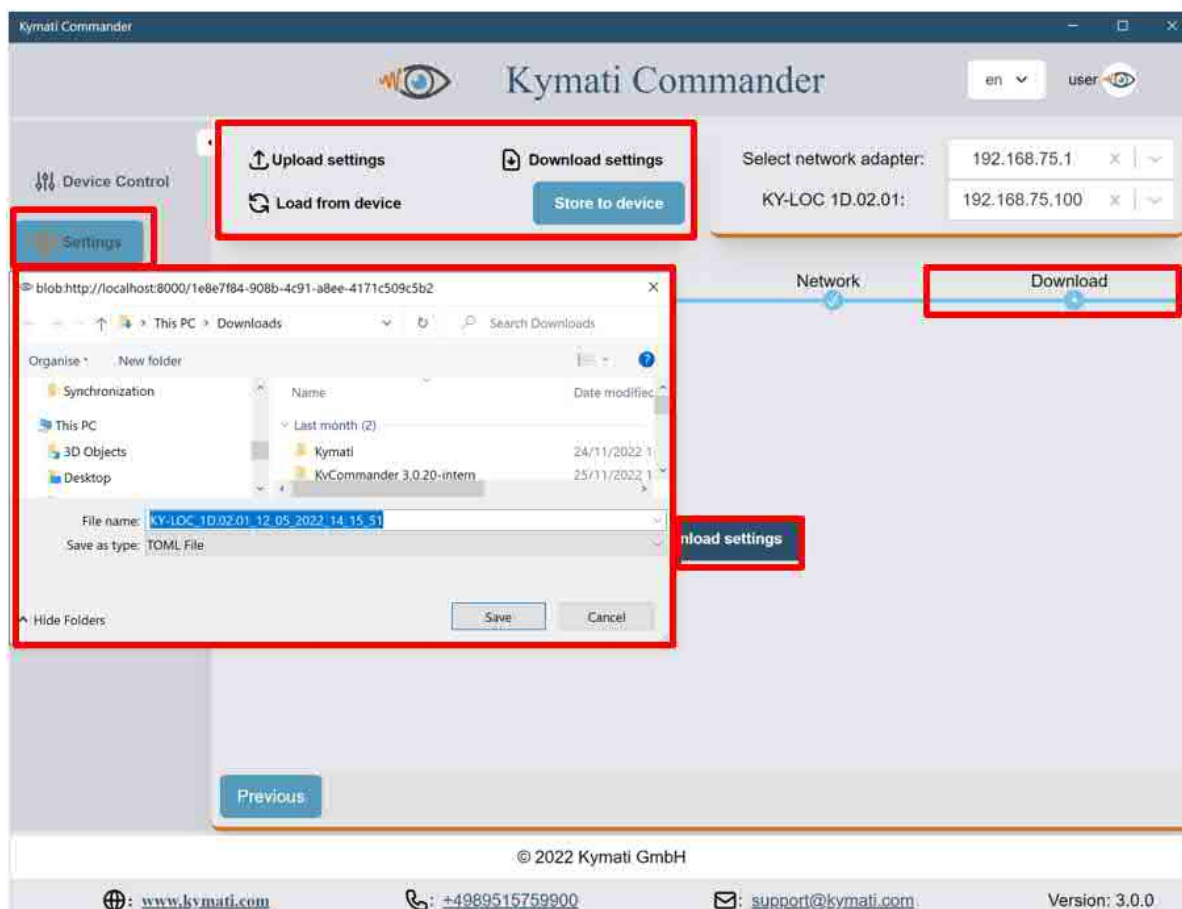 Kymati Commander
Kymati Commander
en
user
Upload settings
Download settings
Load from device
Store to device
Select network adapter:
192.168.75.1
KY-LOC 1D.02.01:
192.168.75.100
Device Control
Settings
Network
Download
blob:http://localhost:8000/1e8e7f84-908b-4c91-a8ee-4171c509c5b2
This PC > Downloads
Search Downloads
Organise
New folder
Name
Date modified
Synchronization
This PC
3D Objects
Desktop
Last month (2)
Kymati
24/11/2022 1
KvCommander 3.0.20-intern
25/11/2022 1
File name: KY-LOC_1D.02.01_12_05_2022_14_15_51
Save as type: TOML File
Hide Folders
Save
Cancel
nload settings
Previous
© 2022 Kymati GmbH
: www.kymati.com
: +4989515759900
: support@kymati.com
Version: 3.0.0